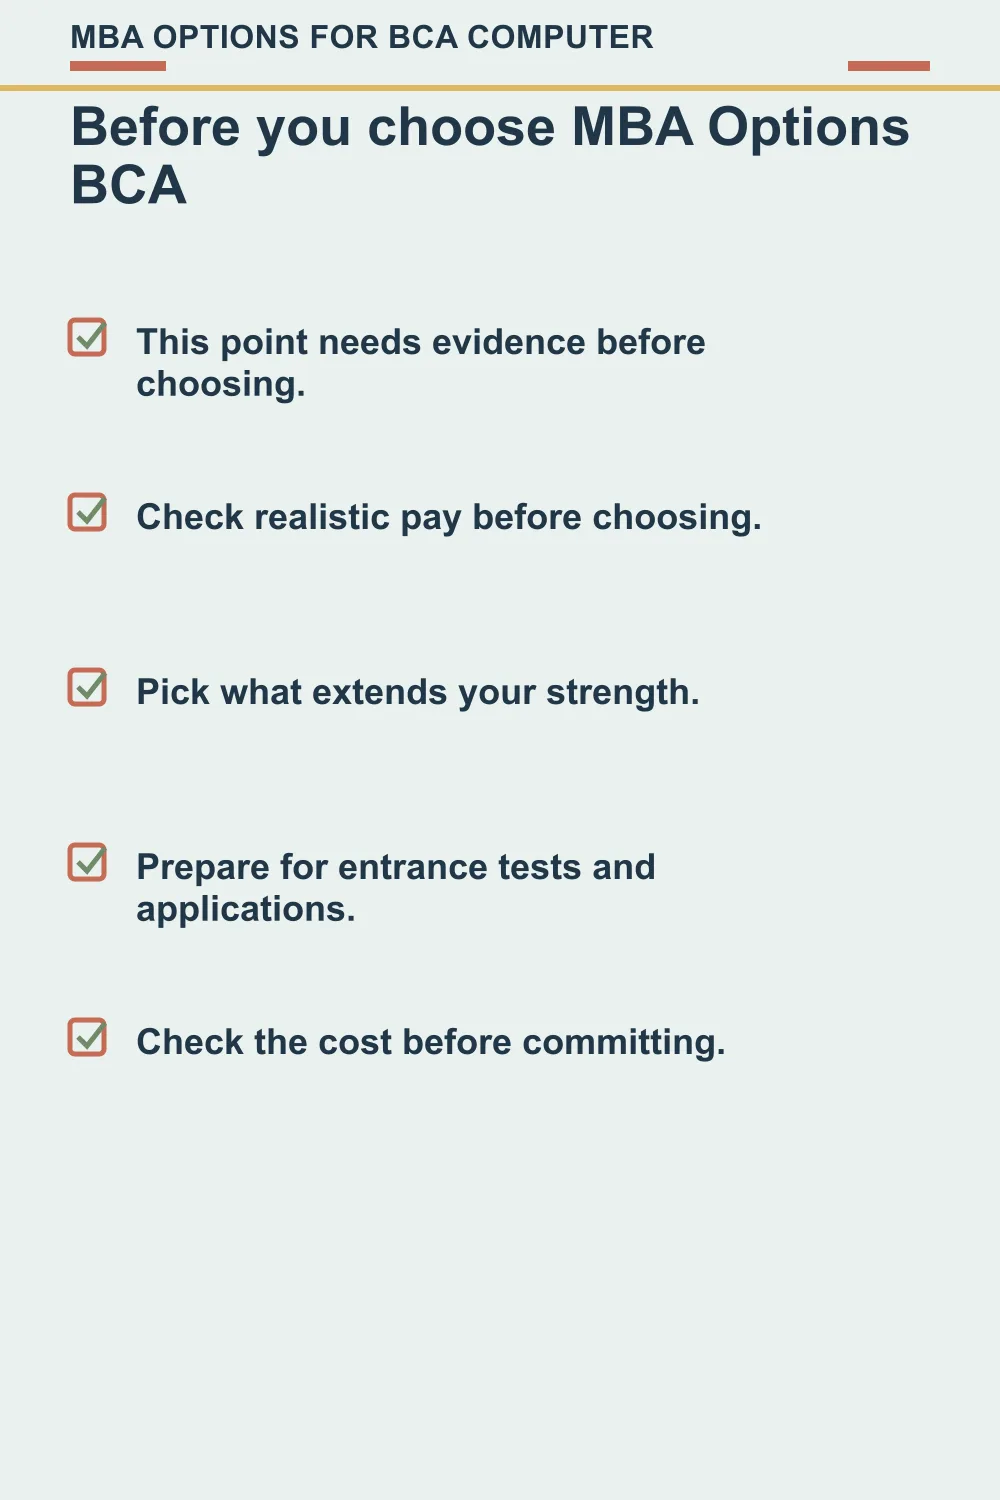 MBA OPTIONS FOR BCA COMPUTER
Before you choose MBA Options
BCA
This point needs evidence before
choosing.
Check realistic pay before choosing.
Pick what extends your strength.
Prepare for entrance tests and
applications.
Check the cost before committing.